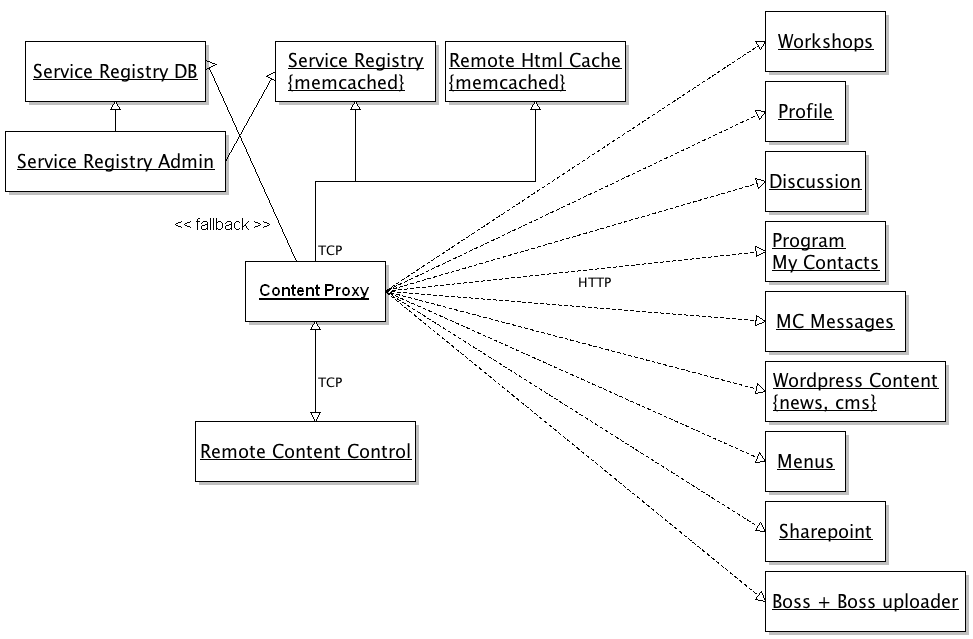 Service Registry DB
Service Registry
{memcached}
Remote Html Cache
{memcached}
Service Registry Admin
<< fallback >>
TCP
Content Proxy
TCP
Remote Content Control
HTTP
Workshops
Profile
Discussion
Program
My Contacts
MC Messages
Wordpress Content
{news, cms}
Menus
Sharepoint
Boss + Boss uploader